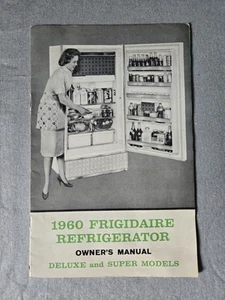 1960 FRIGIDAIRE
REFRIGERATOR
OWNER'S MANUAL
DELUXE and SUPER MODELS